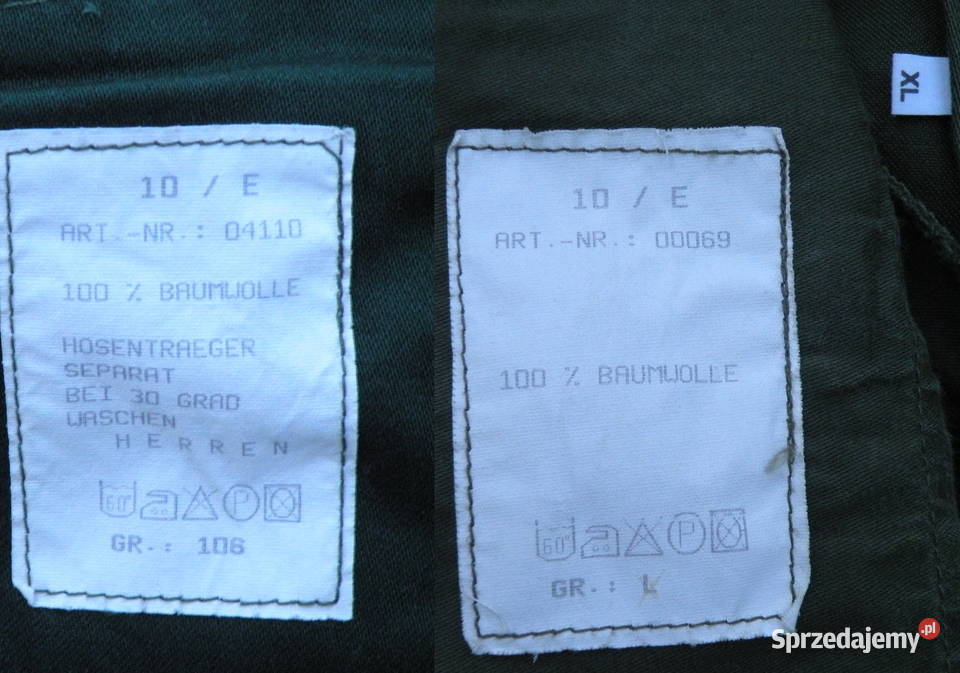 10 / E
ART.-NR.: 04110
100 % BAUMWOLLE
HOSENTRAEGER
SEPARAT
BEI 30 GRAD
WASCHEN
HERREN
60° P
GR.: 106
10 / E
ART.-NR.: 00069
100 % BAUMWOLLE
60° P
GR.: L
XL
Sprzedajemy.pl